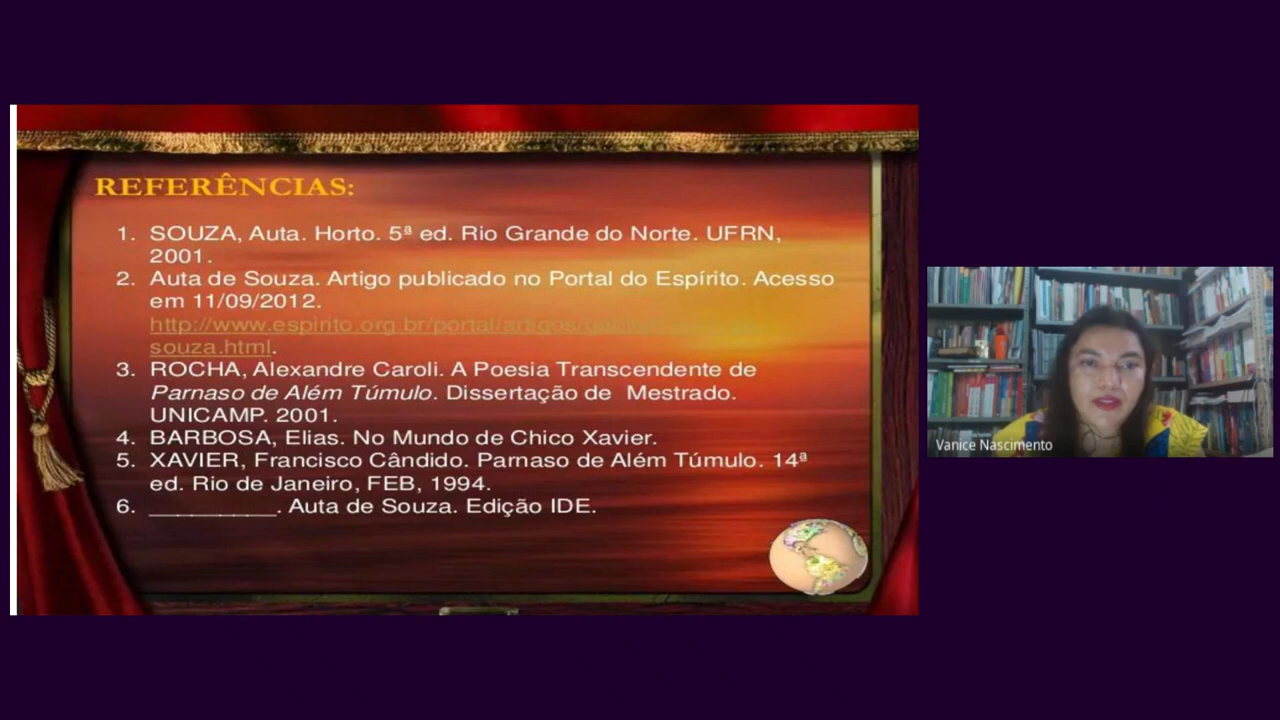 REFERÊNCIAS:
1. SOUZA, Auta. Horto. 5ª ed. Rio Grande do Norte. UFRN,
2001.
2. Auta de Souza. Artigo publicado no Portal do Espírito. Acesso
em 11/09/2012.
http://www.espirito.org.br/portal/artigos/
souza.html.
3. ROCHA, Alexandre Caroli. A Poesia Transcendente de
Parnaso de Além Túmulo. Dissertação de Mestrado.
UNICAMP. 2001.
4. BARBOSA, Elias. No Mundo de Chico Xavier.
5. XAVIER, Francisco Cândido. Parnaso de Além Túmulo. 14ª
ed. Rio de Janeiro, FEB, 1994.
6. _________. Auta de Souza. Edição IDE.
Vanice Nascimento